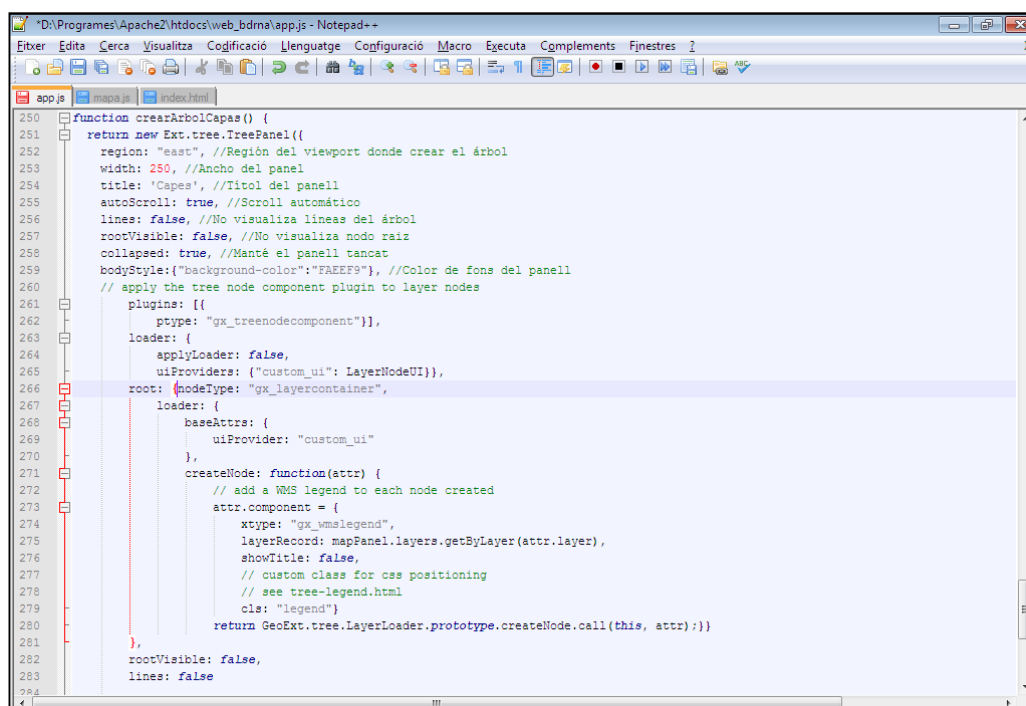 *D:\Programes\Apache2\htdocs\web_bdrna\app.js - Notepad++
Fitxer Edita Cerca Visualitza Codificació Llenguatge Configuració Macro Executa Complements Finestres ?
app.js mapa.js index.html
250 function crearArbolCapas() {
251 return new Ext.tree.TreePanel({
252 region: "east", //Región del viewport donde crear el árbol
253 width: 250, //Ancho del panel
254 title: 'Capes', //Títol del panell
255 autoScroll: true, //Scroll automático
256 lines: false, //No visualiza líneas del árbol
257 rootVisible: false, //No visualiza nodo raiz
258 collapsed: true, //Manté el panell tancat
259 bodyStyle:{"background-color":"FAEEF9"}, //Color de fons del panell
260 // apply the tree node component plugin to layer nodes
261 plugins: [{
262 ptype: "gx_treenodecomponent"}],
263 loader: {
264 applyLoader: false,
265 uiProviders: {"custom_ui": LayerNodeUI}},
266 root: {nodeType: "gx_layercontainer",
267 loader: {
268 baseAttrs: {
269 uiProvider: "custom_ui"
270 },
271 createNode: function(attr) {
272 // add a WMS legend to each node created
273 attr.component = {
274 xtype: "gx_wmslegend",
275 layerRecord: mapPanel.layers.getByLayer(attr.layer),
276 showTitle: false,
277 // custom class for css positioning
278 // see tree-legend.html
279 cls: "legend"}
280 return GeoExt.tree.LayerLoader.prototype.createNode.call(this, attr);}}
281 },
282 rootVisible: false,
283 lines: false
284